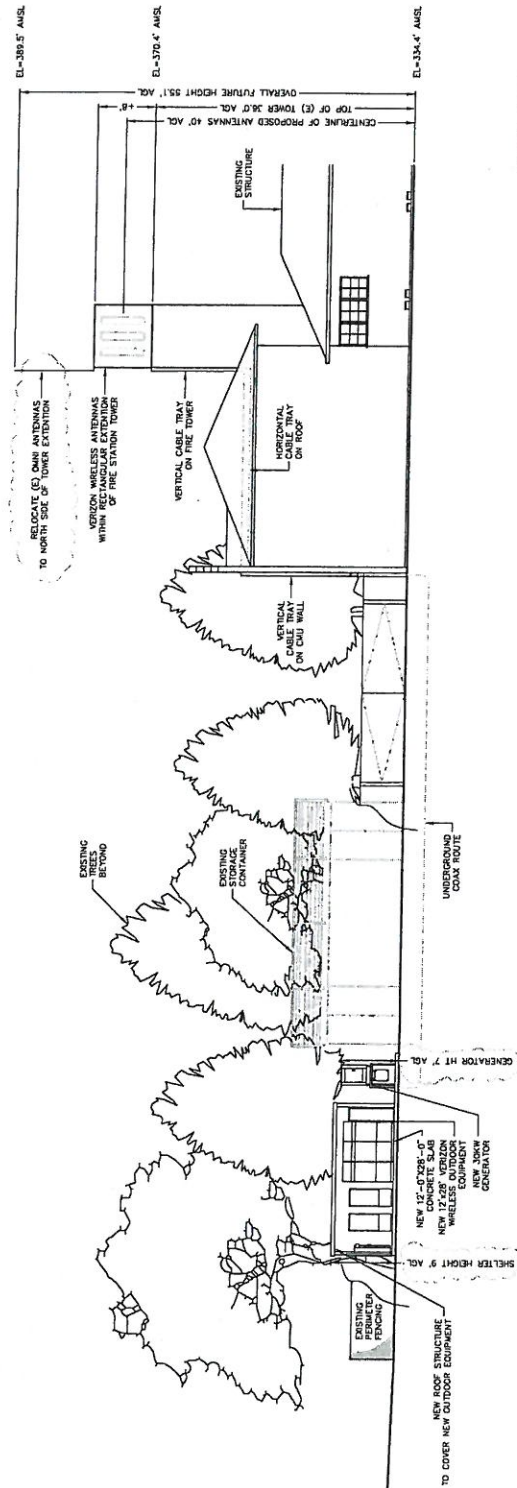 EL=389.5' AMSL
EL=370.4' AMSL
EL=334.4' AMSL
OVERALL FUTURE HEIGHT 55.1' AGL
+8'
TOP OF (E) TOWER 36.0' AGL
CENTERLINE OF PROPOSED ANTENNAS 40' AGL
RELOCATE (E) OMNI ANTENNAS
TO NORTH SIDE OF TOWER EXTENTION
VERIZON WIRELESS ANTENNAS
WITHIN RECTANGULAR EXTENTION
OF FIRE STATION TOWER
VERTICAL CABLE TRAY
ON FIRE TOWER
EXISTING
STRUCTURE
HORIZONTAL
CABLE TRAY
ON ROOF
VERTICAL
CABLE TRAY
ON CMU WALL
EXISTING
TREES
BEYOND
EXISTING
STORAGE
CONTAINER
UNDERGROUND
COAX ROUTE
GENERATOR HT 7' AGL
NEW 12'-0"X28'-0"
CONCRETE SLAB
NEW 12'x28' VERIZON
WIRELESS OUTDOOR
EQUIPMENT
NEW 30KW
GENERATOR
SHELTER HEIGHT 9' AGL
EXISTING
PERIMETER
FENCING
NEW ROOF STRUCTURE
TO COVER NEW OUTDOOR EQUIPMENT